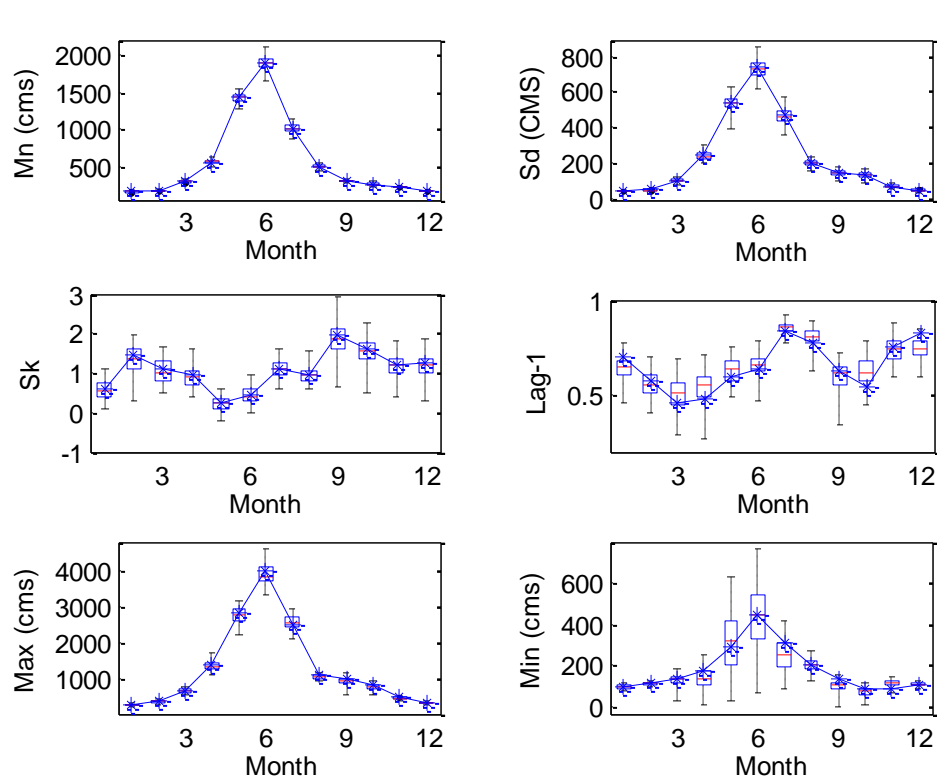 2000
1500
1000
500
Mn (cms)
3 6 9 12
Month
800
600
400
200
0
Sd (CMS)
3 6 9 12
Month
3
2
1
0
-1
Sk
3 6 9 12
Month
1
0.5
Lag-1
3 6 9 12
Month
4000
3000
2000
1000
Max (cms)
3 6 9 12
Month
600
400
200
0
Min (cms)
3 6 9 12
Month